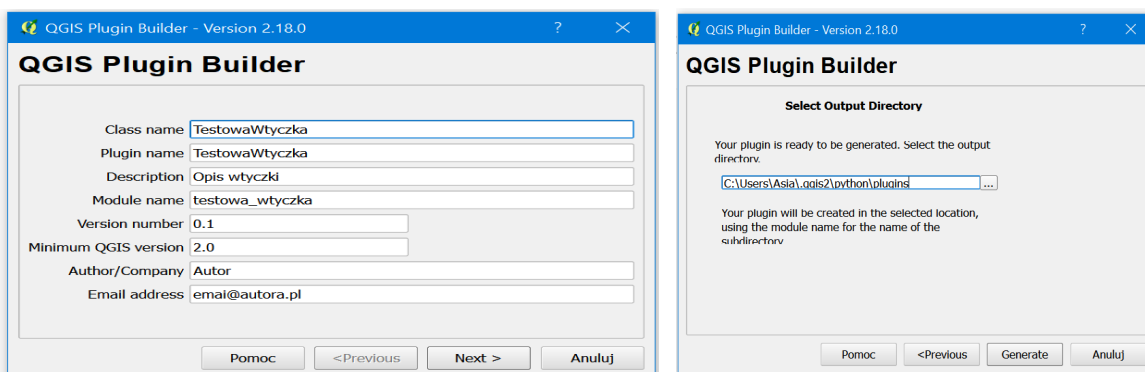 QGIS Plugin Builder - Version 2.18.0
QGIS Plugin Builder
Class name TestowaWtyczka
Plugin name TestowaWtyczka
Description Opis wtyczki
Module name testowa_wtyczka
Version number 0.1
Minimum QGIS version 2.0
Author/Company Autor
Email address emai@autora.pl
Pomoc <Previous Next > Anuluj
QGIS Plugin Builder - Version 2.18.0
QGIS Plugin Builder
Select Output Directory
Your plugin is ready to be generated. Select the output
directory.
C:\Users\Asia\.qgis2\python\plugins ...
Your plugin will be created in the selected location,
using the module name for the name of the
subdirectory
Pomoc <Previous Generate Anuluj